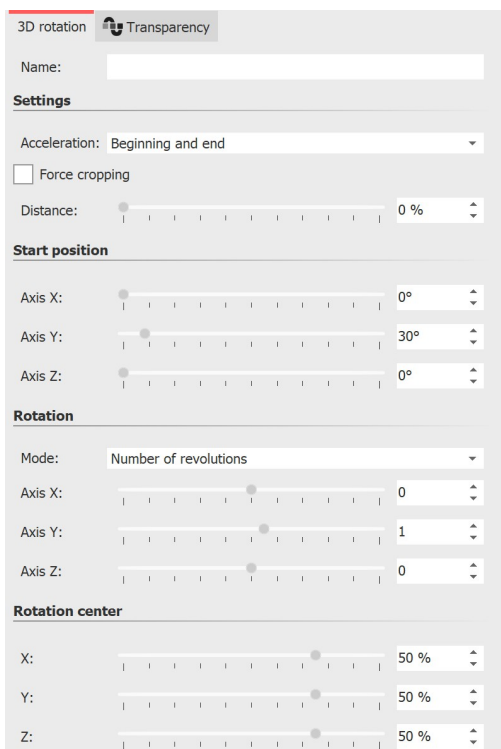 3D rotation Transparency
Name:
Settings
Acceleration: Beginning and end
Force cropping
Distance: 0 %
Start position
Axis X: 0°
Axis Y: 30°
Axis Z: 0°
Rotation
Mode: Number of revolutions
Axis X: 0
Axis Y: 1
Axis Z: 0
Rotation center
X: 50 %
Y: 50 %
Z: 50 %